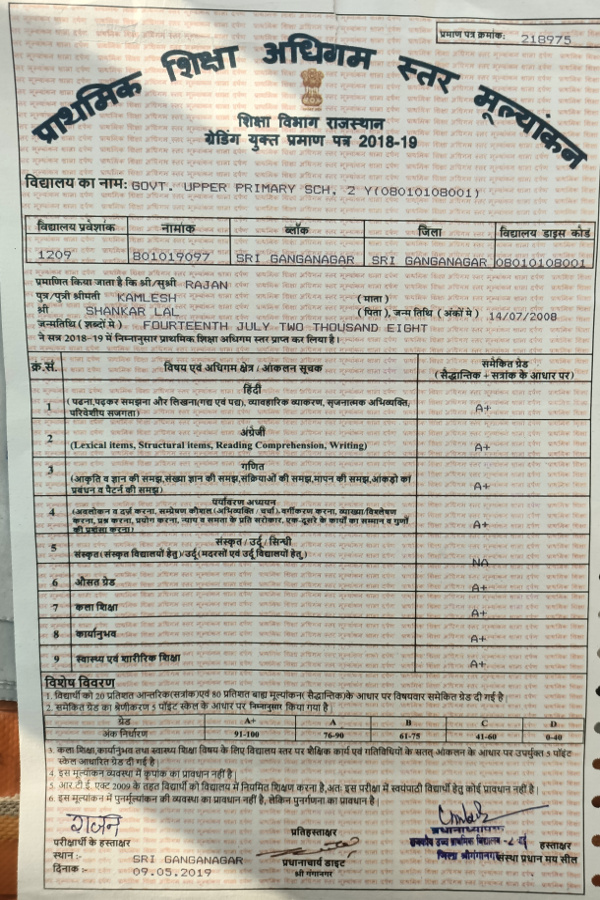 प्रमाण पत्र क्रमांक: 218975
प्राथमिक शिक्षा अधिगम स्तर मूल्यांकन
शिक्षा विभाग राजस्थान
ग्रेडिंग युक्त प्रमाण पत्र 2018-19
विद्यालय का नाम: GOVT. UPPER PRIMARY SCH. 2 Y(08010108001)
विद्यालय प्रवेशांक नामांक ब्लॉक जिला विद्यालय डाइस कोड
1209 B01019097 SRI GANGANAGAR SRI GANGANAGAR 08010108001
प्रमाणित किया जाता है कि श्री/सुश्री RAJAN
पुत्र/पुत्री श्रीमती KAMLESH (माता)
श्री SHANKAR LAL (पिता), जन्म तिथि (अंकों में) 14/07/2008
जन्मतिथि (शब्दों में) FOURTEENTH JULY TWO THOUSAND EIGHT
ने सत्र 2018-19 में निम्नानुसार प्राथमिक शिक्षा अधिगम स्तर प्राप्त कर लिया है।
क्र.सं. विषय एवं अधिगम क्षेत्र / आंकलन सूचक समेकित ग्रेड
(सैद्धान्तिक + सत्रांक के आधार पर)
हिंदी
1 (पढना,पढ़कर समझना और लिखना(गद्य एवं पद्य), व्यावहारिक व्याकरण, सृजनात्मक अभिव्यक्ति, A+
परिवेशीय सजगता)
अंग्रेजी
2 (Lexical items, Structural items, Reading Comprehension, Writing) A+
गणित
3 (आकृति व ज्ञान की समझ,संख्या ज्ञान की समझ,संक्रियाओं की समझ,मापन की समझ,आंकड़ो का A+
प्रबंधन व पैटर्न की समझ)
पर्यावरण अध्ययन
4 (अवलोकन व दर्ज करना, सम्प्रेषण कौशल(अभिव्यक्ति / चर्चा) वर्गीकरण करना, व्याख्या/विश्लेषण A+
करना, प्रश्न करना, प्रयोग करना, न्याय व समता के प्रति सरोकार, एक-दूसरे के कार्यों का सम्मान व गुणों
की प्रशंसा करना)
संस्कृत / उर्दू / सिन्धी
5 संस्कृत(संस्कृत विद्यालयों हेतु)/उर्दू(मदरसों एवं उर्दू विद्यालयों हेतु,) NA
6 औसत ग्रेड A+
7 कला शिक्षा A+
8 कार्यानुभव A+
9 स्वास्थ्य एवं शारीरिक शिक्षा A+
विशेष विवरण
1. विद्यार्थी को 20 प्रतिशत आन्तरिक(सत्रांक)एवं 80 प्रतिशत बाह्य मूल्यांकन(सैद्धान्तिक)के आधार पर विषयवार समेकित ग्रेड दी गई है।
2. समेकित ग्रेड का श्रेणीकरण 5 पॉइंट स्केल के आधार पर निम्नानुसार किया गया है।
ग्रेड A+ A B C D
अंक निर्धारण 91-100 76-90 61-75 41-60 0-40
3. कला शिक्षा,कार्यानुभव तथा स्वास्थ्य शिक्षा विषय के लिए विद्यालय स्तर पर शैक्षिक कार्य एवं गतिविधियों के सतत् आंकलन के आधार पर उपर्युक्त 5 पॉइंट
स्केल आधारित ग्रेड दी गई है।
4. इस मूल्यांकन व्यवस्था में कृपांक का प्रावधान नहीं है।
5. आर.टी.ई. एक्ट 2009 के तहत विद्यार्थी को विद्यालय में नियमित शिक्षण करना है,अतः इस परीक्षा में स्वयंपाठी विद्यार्थी हेतु कोई प्रावधान नहीं है।
6. इस मूल्यांकन में पुनर्मूल्यांकन की व्यवस्था का प्रावधान नहीं है, लेकिन पुनर्गणना का प्रावधान है।
राजन
परीक्षार्थी के हस्ताक्षर
प्रतिहस्ताक्षर
प्रधानाध्यापक
हस्ताक्षर
स्थान :- SRI GANGANAGAR
प्रधानाचार्य डाइट
श्री गंगानगर
संस्था प्रधान मय सील
दिनांक :- 09.05.2019